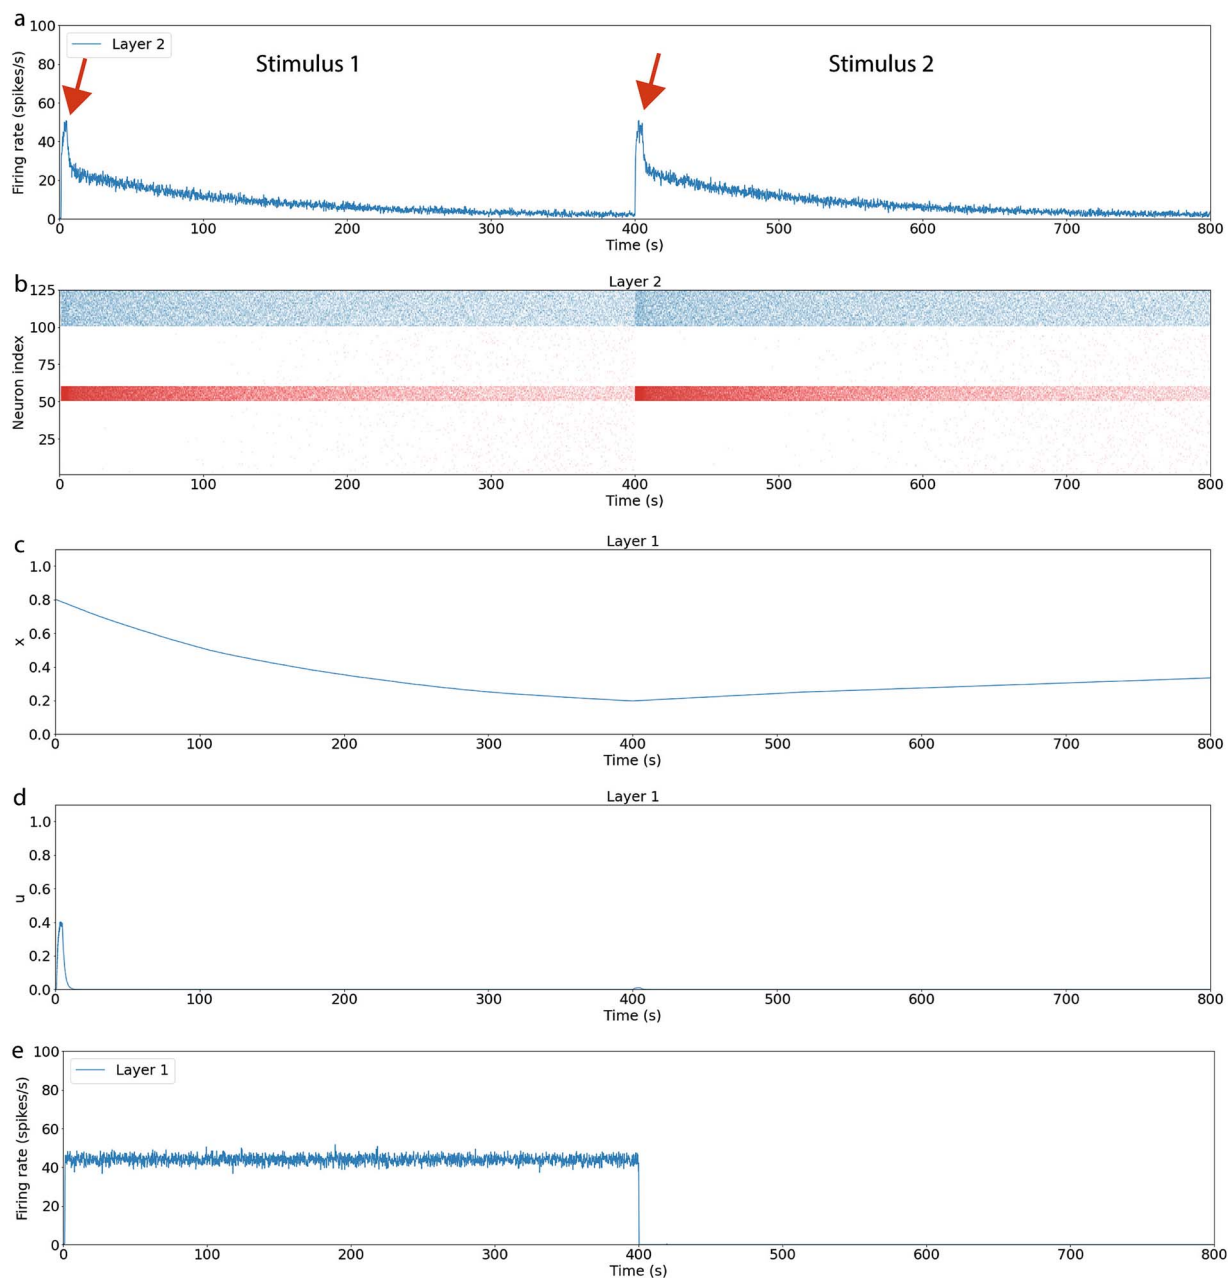 a
100
80
60
40
20
0
Firing rate (spikes/s)
Layer 2
Stimulus 1
Stimulus 2
0 100 200 300 400 500 600 700 800
Time (s)
b
Layer 2
125
100
75
50
25
Neuron index
0 100 200 300 400 500 600 700 800
Time (s)
c
Layer 1
1.0
0.8
0.6
0.4
0.2
0.0
x
0 100 200 300 400 500 600 700 800
Time (s)
d
Layer 1
1.0
0.8
0.6
0.4
0.2
0.0
u
0 100 200 300 400 500 600 700 800
Time (s)
e
100
80
60
40
20
0
Firing rate (spikes/s)
Layer 1
0 100 200 300 400 500 600 700 800
Time (s)